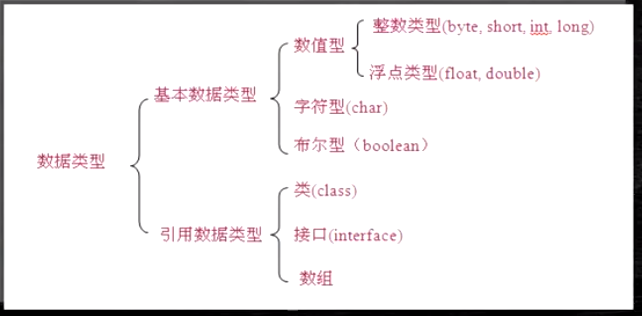 整数类型(byte, short, int, long)
数值型
浮点类型(float, double)
基本数据类型
字符型(char)
布尔型（boolean）
数据类型
类(class)
引用数据类型
接口(interface)
数组